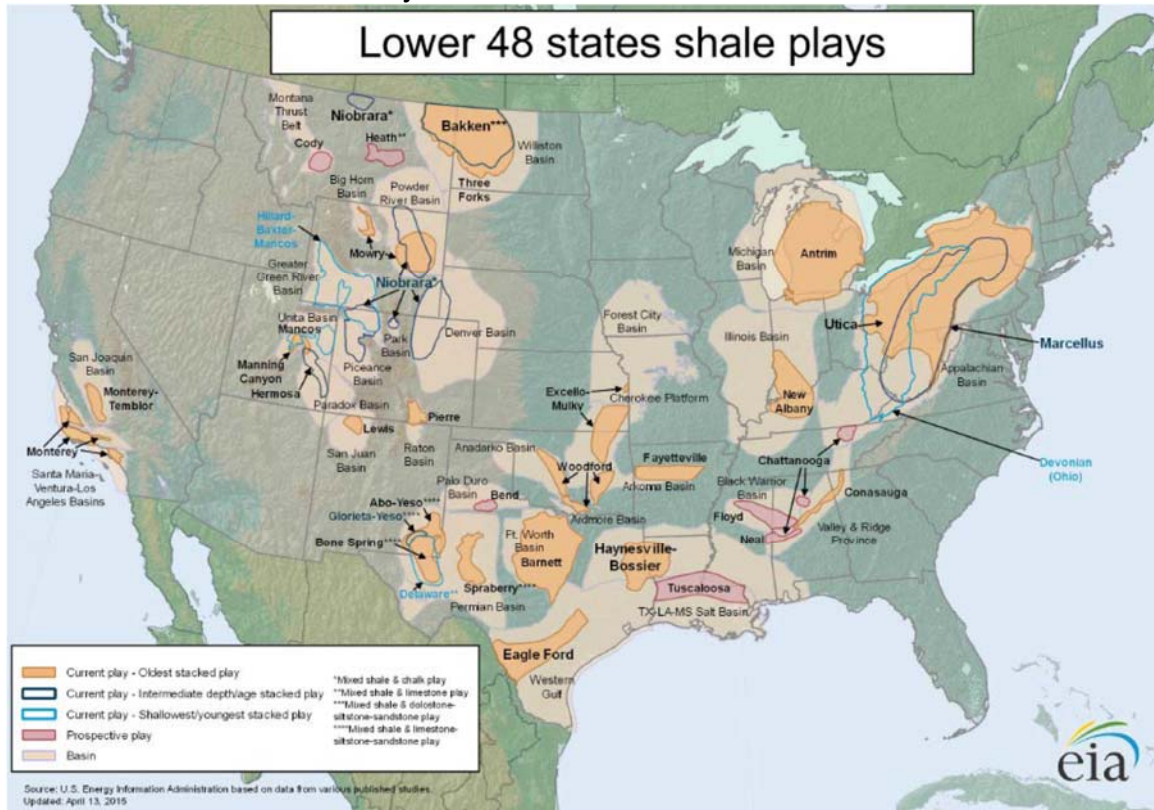 Lower 48 states shale plays
Montana
Thrust
Belt
Niobrara*
Cody
Heath**
Bakken***
Williston
Basin
Big Horn
Basin
Powder
River Basin
Three
Forks
Hilliard-
Baxter-
Mancos
Mowry
Greater
Green River
Basin
Niobrara*
Michigan
Basin
Antrim
Uinta Basin
Mancos
Park
Basin
Denver Basin
Forest City
Basin
Illinois Basin
Utica
Marcellus
Appalachian
Basin
San Joaquin
Basin
Manning
Canyon
Piceance
Basin
Hermosa
Monterey-
Temblor
Paradox Basin
Excello-
Mulky
Cherokee Platform
New
Albany
Pierre
Lewis
Monterey
San Juan
Basin
Raton
Basin
Anadarko Basin
Woodford
Fayetteville
Chattanooga
Devonian
(Ohio)
Santa Maria-
Ventura-Los
Angeles Basins
Palo Duro
Basin
Bend
Arkoma Basin
Black Warrior
Basin
Conasauga
Abo-Yeso****
Glorieta-Yeso****
Ardmore Basin
Floyd
Neal
Valley & Ridge
Province
Bone Spring****
Ft. Worth
Basin
Barnett
Haynesville-
Bossier
Delaware**
Spraberry****
Permian Basin
Tuscaloosa
TX-LA-MS Salt Basin
Eagle Ford
Western
Gulf
Current play - Oldest stacked play
Current play - Intermediate depth/age stacked play
Current play - Shallowest/youngest stacked play
Prospective play
Basin
*Mixed shale & chalk play
**Mixed shale & limestone play
***Mixed shale & dolostone-
siltstone-sandstone
play
****Mixed shale & limestone-
siltstone-sandstone play
Source: U.S. Energy Information Administration based on data from various published studies.
Updated: April 13, 2015
eia